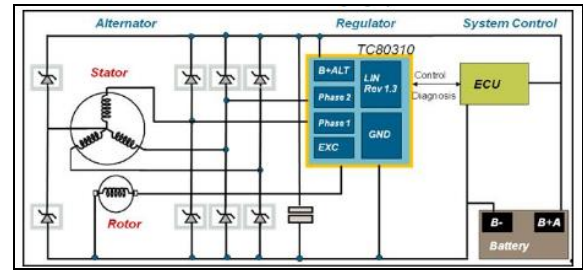 Alternator
Regulator
System Control
TC80310
Stator
B+ALT
LIN
Rev 1.3
Phase 2
Phase 1
GND
EXC
Control
Diagnosis
ECU
Rotor
B-
B+A
Battery